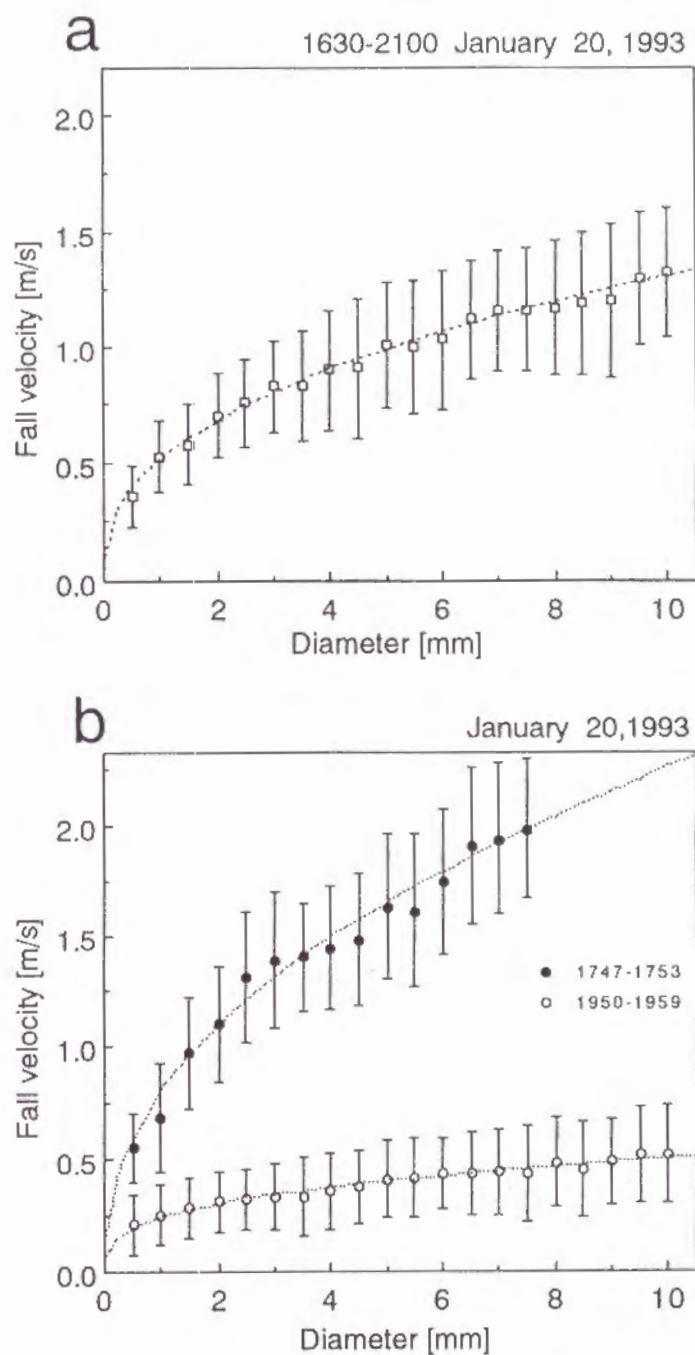 a
1630-2100 January 20, 1993
2.0
1.5
1.0
0.5
0.0
Fall velocity [m/s]
0 2 4 6 8 10
Diameter [mm]
b
January 20,1993
2.0
1.5
1.0
0.5
0.0
Fall velocity [m/s]
1747-1753
1950-1959
0 2 4 6 8 10
Diameter [mm]